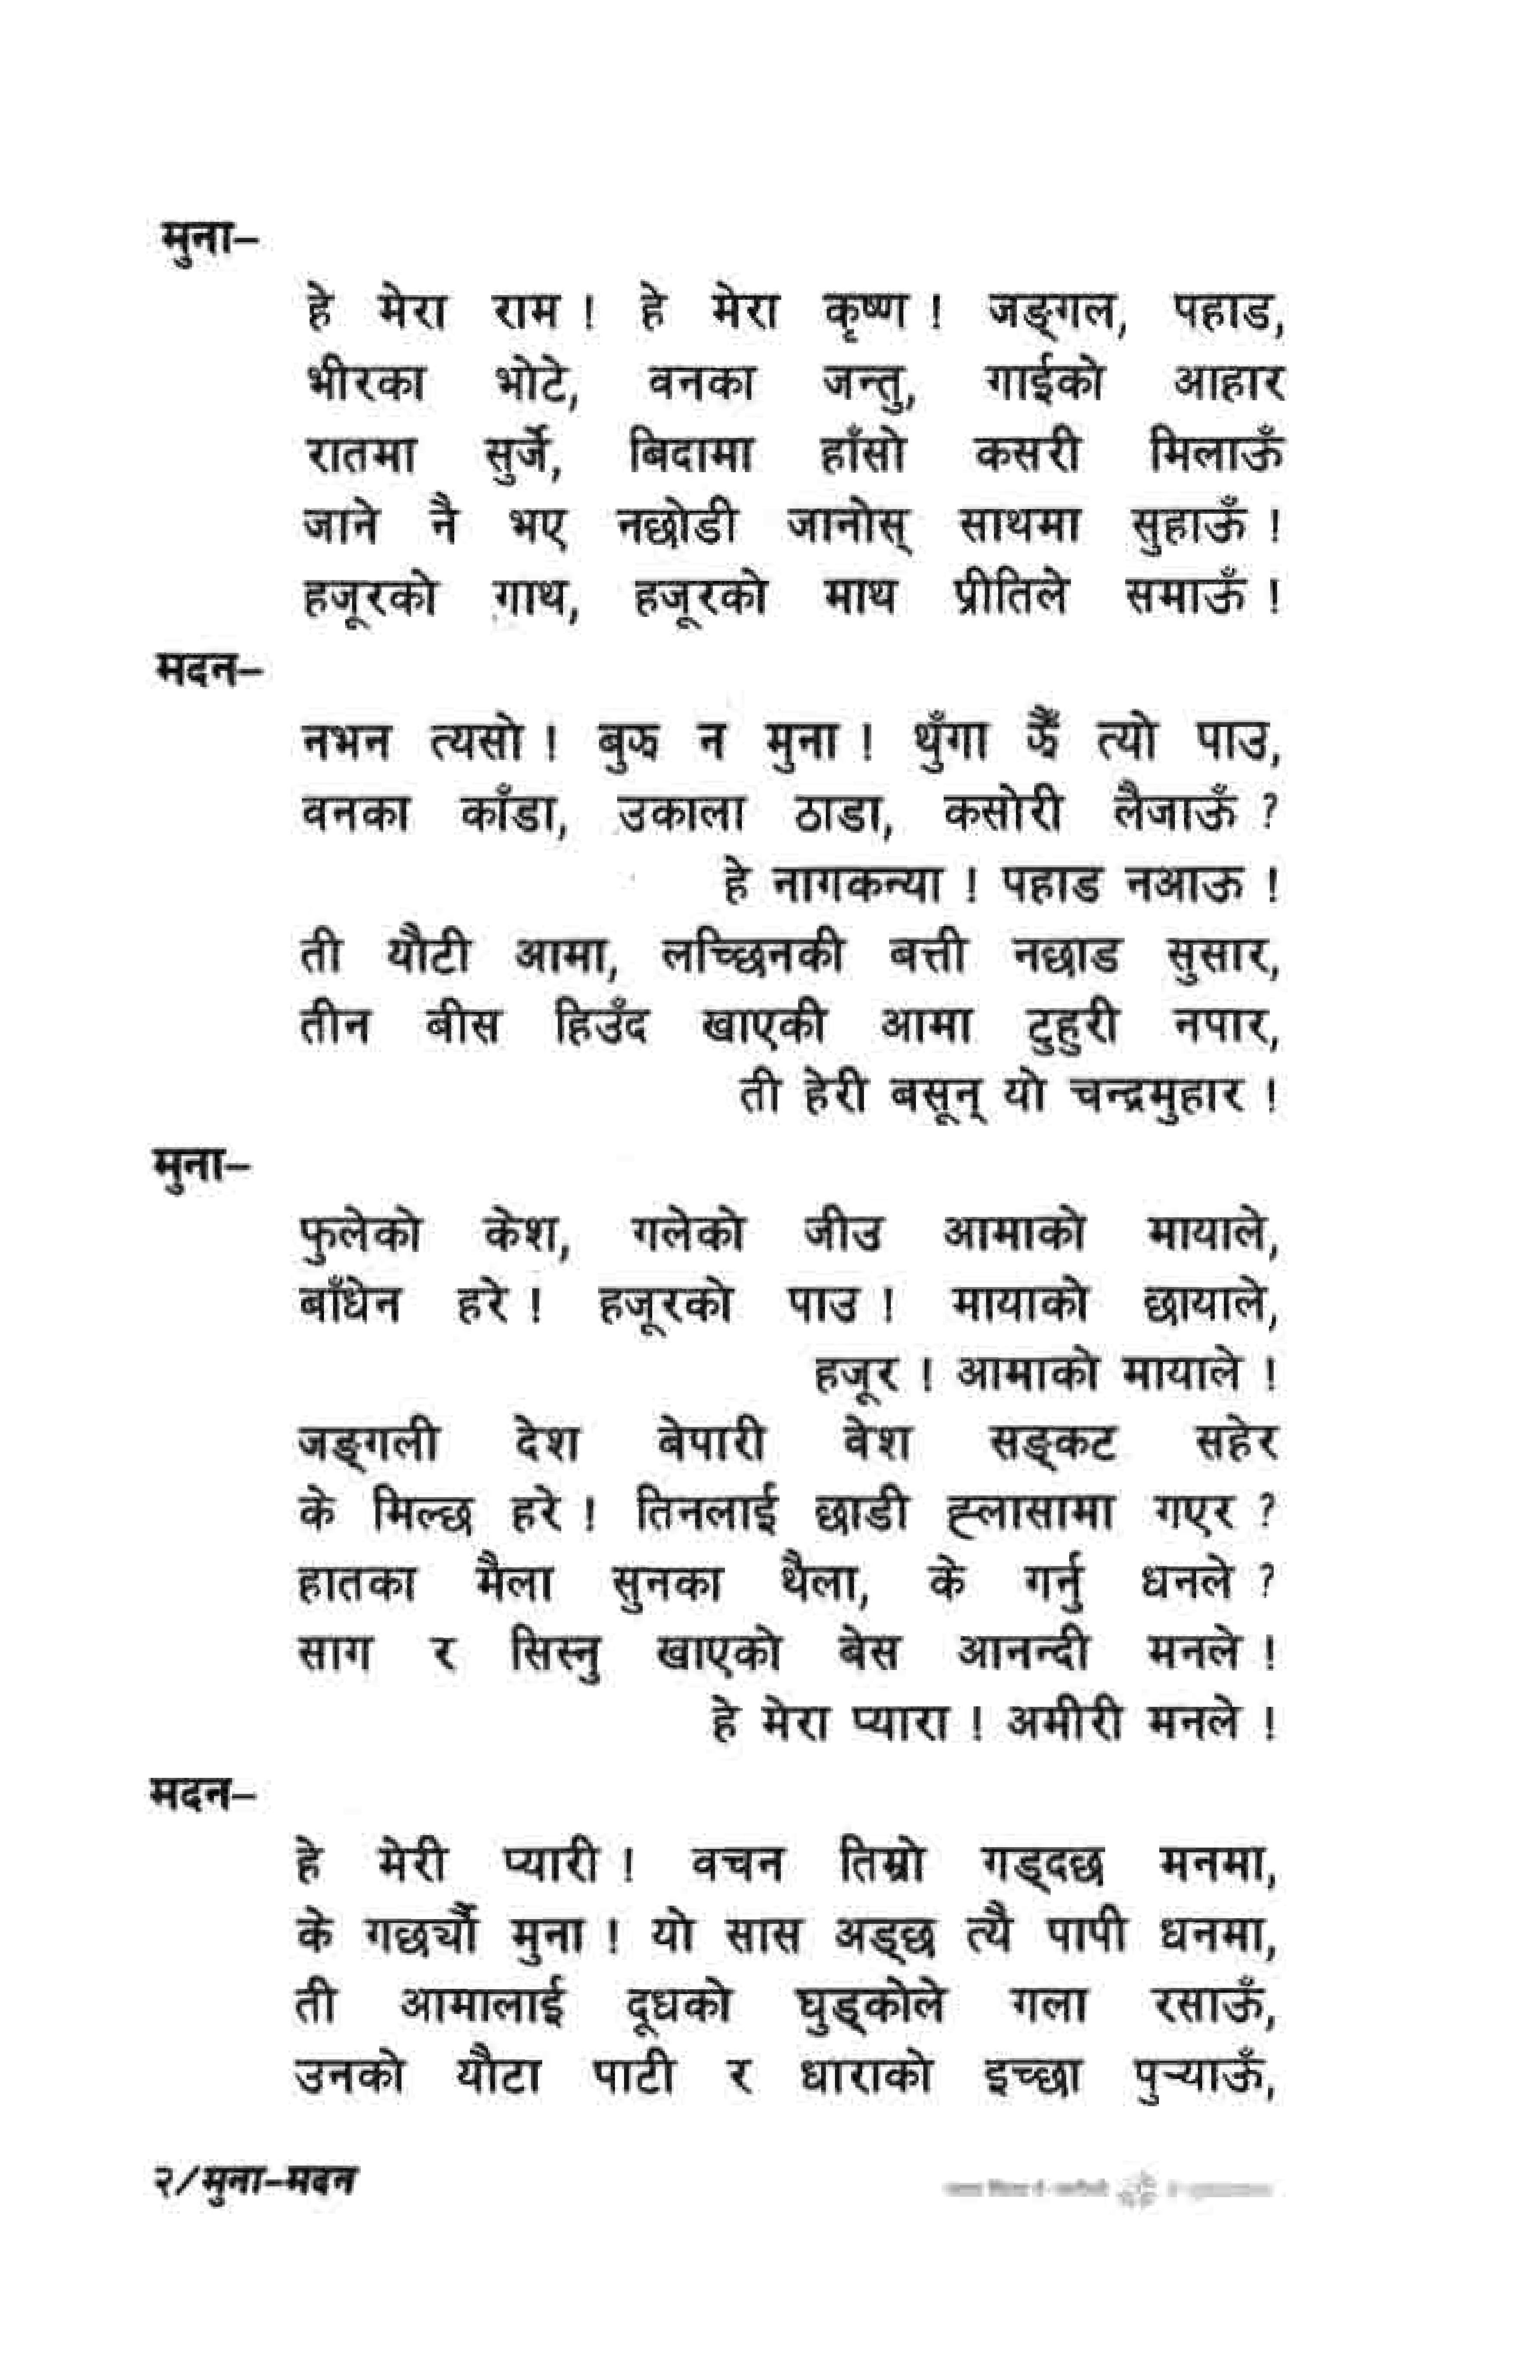 मुना–
हे मेरा राम ! हे मेरा कृष्ण ! जङ्गल, पहाड,
भीरका भोटे, वनका जन्तु, गाईको आहार
रातमा सुर्जे, बिदामा हाँसो कसरी मिलाऊँ
जाने नै भए नछोडी जानोस् साथमा सुहाऊँ !
हजूरको गाथ, हजूरको माथ प्रीतिले समाऊँ !
मदन–
नभन त्यसो ! बुझ न मुना ! थुँगा झैँ त्यो पाउ,
वनका काँडा, उकाला ठाडा, कसोरी लैजाऊँ ?
हे नागकन्या ! पहाड नआऊ !
ती यौटी आमा, लच्छिनकी बत्ती नछाड सुसार,
तीन बीस हिउँद खाएकी आमा टुहुरी नपार,
ती हेरी बसून् यो चन्द्रमुहार !
मुना–
फुलेको केश, गलेको जीउ आमाको मायाले,
बाँधेन हरे ! हजूरको पाउ ! मायाको छायाले,
हजूर ! आमाको मायाले !
जङ्गली देश बेपारी वेश सङ्कट सहेर
के मिल्छ हरे ! तिनलाई छाडी ह्लासामा गएर ?
हातका मैला सुनका थैला, के गर्नु धनले ?
साग र सिस्नु खाएको बेस आनन्दी मनले !
हे मेरा प्यारा ! अमीरी मनले !
मदन–
हे मेरी प्यारी ! वचन तिम्रो गड्दछ मनमा,
के गछर्यौँ मुना ! यो सास अड्छ त्यै पापी धनमा,
ती आमालाई दूधको घुड्कोले गला रसाऊँ,
उनको यौटा पाटी र धाराको इच्छा पुर्‍याऊँ,
२/मुना–मदन